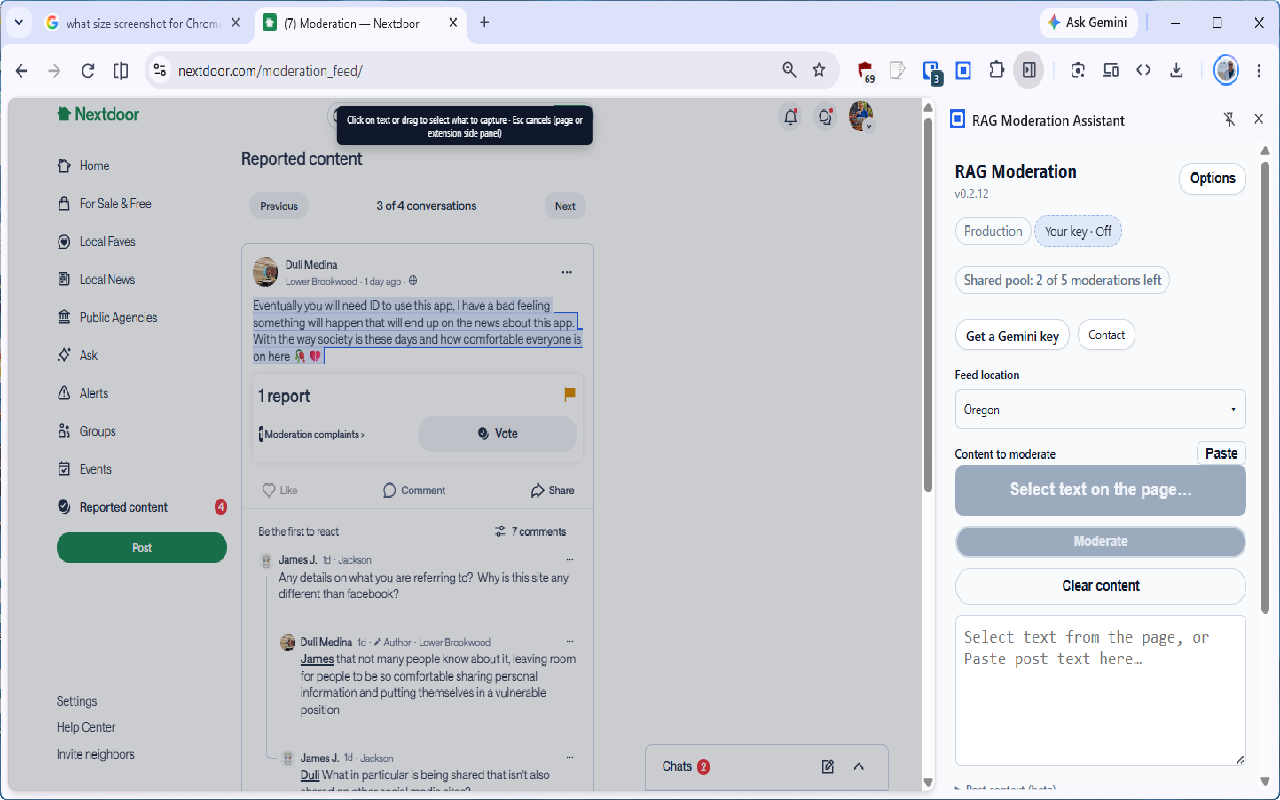 what size screenshot for Chrome
(7) Moderation — Nextdoor
Ask Gemini
nextdoor.com/moderation_feed/
69
3
Nextdoor
Click on text or drag to select what to capture · Esc cancels (page or
extension side panel)
Home
For Sale & Free
Local Faves
Local News
Public Agencies
Ask
Alerts
Groups
Events
Reported content
4
Post
Settings
Help Center
Invite neighbors
Reported content
Previous
3 of 4 conversations
Next
Duli Medina
Lower Brookwood · 1 day ago ·
Eventually you will need ID to use this app, I have a bad feeling
something will happen that will end up on the news about this app.
With the way society is these days and how comfortable everyone is
on here 🥀 💔
1 report
Moderation complaints ›
Vote
Like
Comment
Share
Be the first to react
7 comments
James J. 1d · Jackson
Any details on what you are referring to? Why is this site any
different than facebook?
Duli Medina 1d · Author · Lower Brookwood
James that not many people know about it, leaving room
for people to be so comfortable sharing personal
information and putting themselves in a vulnerable
position
James J. 1d · Jackson
Duli What in particular is being shared that isn't also
shared on other social media sites?
Chats 2
RAG Moderation Assistant
RAG Moderation
v0.2.12
Options
Production
Your key · Off
Shared pool: 2 of 5 moderations left
Get a Gemini key
Contact
Feed location
Oregon
Content to moderate
Paste
Select text on the page...
Moderate
Clear content
Select text from the page, or
Paste post text here…
Post context (beta)